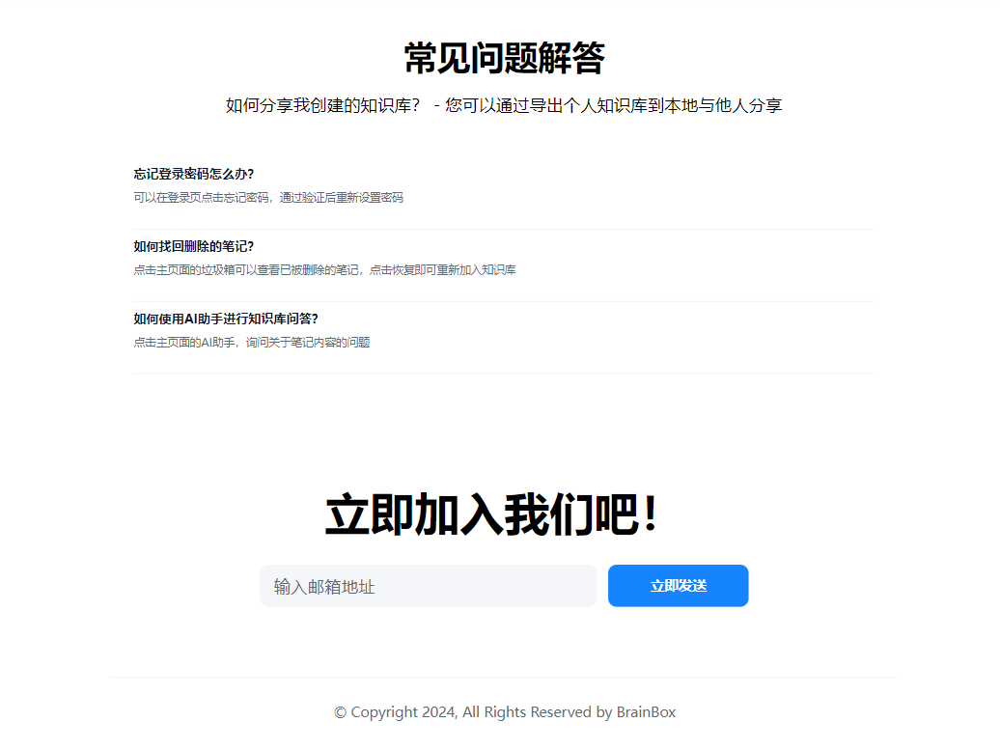 常见问题解答
如何分享我创建的知识库？ - 您可以通过导出个人知识库到本地与他人分享
忘记登录密码怎么办?
可以在登录页点击忘记密码，通过验证后重新设置密码
如何找回删除的笔记?
点击主页面的垃圾箱可以查看已被删除的笔记，点击恢复即可重新加入知识库
如何使用AI助手进行知识库问答?
点击主页面的AI助手，询问关于笔记内容的问题
立即加入我们吧！
输入邮箱地址
立即发送
© Copyright 2024, All Rights Reserved by BrainBox